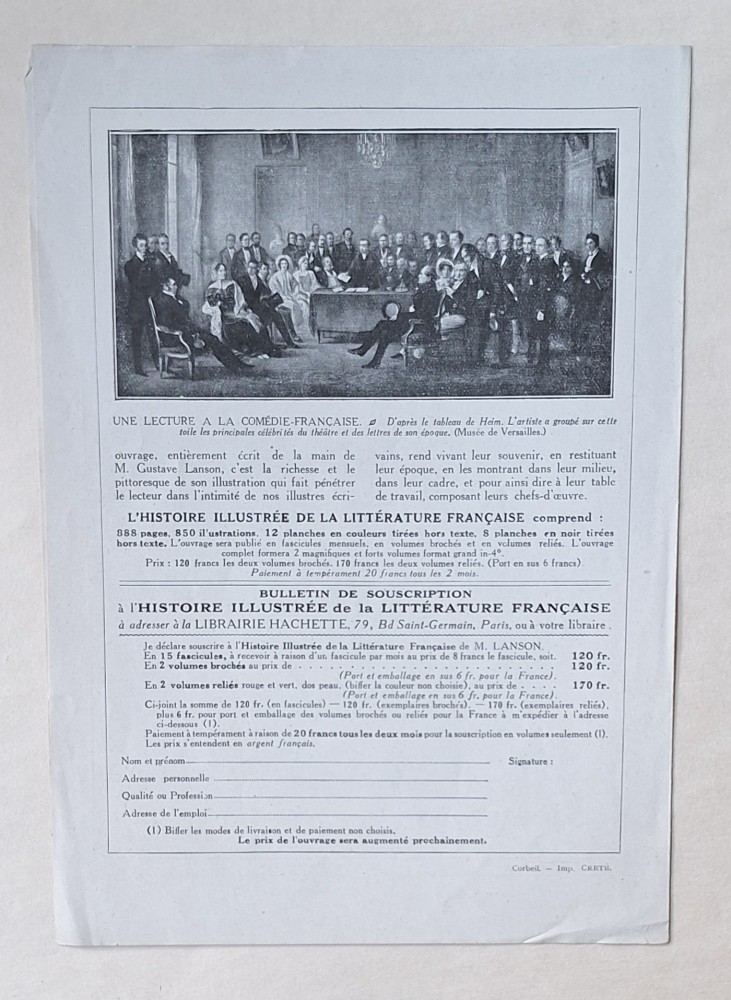 UNE LECTURE A LA COMÉDIE-FRANÇAISE. D'après le tableau de Heim. L'artiste a groupé sur cette
toile les principales célébrités du théâtre et des lettres de son époque. (Musée de Versailles.)
ouvrage, entièrement écrit de la main de
M. Gustave Lanson, c'est la richesse et le
pittoresque de son illustration qui fait pénétrer
le lecteur dans l'intimité de nos illustres écri-
vains, rend vivant leur souvenir, en restituant
leur époque, en les montrant dans leur milieu,
dans leur cadre, et pour ainsi dire à leur table
de travail, composant leurs chefs-d'œuvre.
L'HISTOIRE ILLUSTRÉE DE LA LITTÉRATURE FRANÇAISE comprend :
888 pages, 850 illustrations, 12 planches en couleurs tirées hors texte, 8 planches en noir tirées
hors texte. L'ouvrage sera publié en fascicules mensuels, en volumes brochés et en volumes reliés. L'ouvrage
complet formera 2 magnifiques et forts volumes format grand in-4°.
Prix : 120 francs les deux volumes brochés. 170 francs les deux volumes reliés. (Port en sus 6 francs)
Paiement à tempérament 20 francs tous les 2 mois.
BULLETIN DE SOUSCRIPTION
à l'HISTOIRE ILLUSTRÉE de la LITTÉRATURE FRANÇAISE
à adresser à la LIBRAIRIE HACHETTE, 79, Bd Saint-Germain, Paris, ou à votre libraire.
Je déclare souscrire à l'Histoire Illustrée de la Littérature Française de M. LANSON.
En 15 fascicules, à recevoir à raison d'un fascicule par mois au prix de 8 francs le fascicule, soit. 120 fr.
En 2 volumes brochés au prix de . . . . . . . . . . . . . . . . . . . . . . . . 120 fr.
(Port et emballage en sus 6 fr. pour la France).
En 2 volumes reliés rouge et vert, dos peau, (biffer la couleur non choisie), au prix de . . . . 170 fr.
(Port et emballage en sus 6 fr. pour la France).
Ci-joint la somme de 120 fr. (en fascicules) — 120 fr. (exemplaires brochés). — 170 fr. (exemplaires reliés),
plus 6 fr. pour port et emballage des volumes brochés ou reliés pour la France à m'expédier à l'adresse
ci-dessous (1).
Paiement à tempérament à raison de 20 francs tous les deux mois pour la souscription en volumes seulement (1).
Les prix s'entendent en argent français.
Nom et prénom
Signature :
Adresse personnelle
Qualité ou Profession
Adresse de l'emploi
(1) Biffer les modes de livraison et de paiement non choisis.
Le prix de l'ouvrage sera augmenté prochainement.
Corbeil. — Imp. CRÉTÉ.